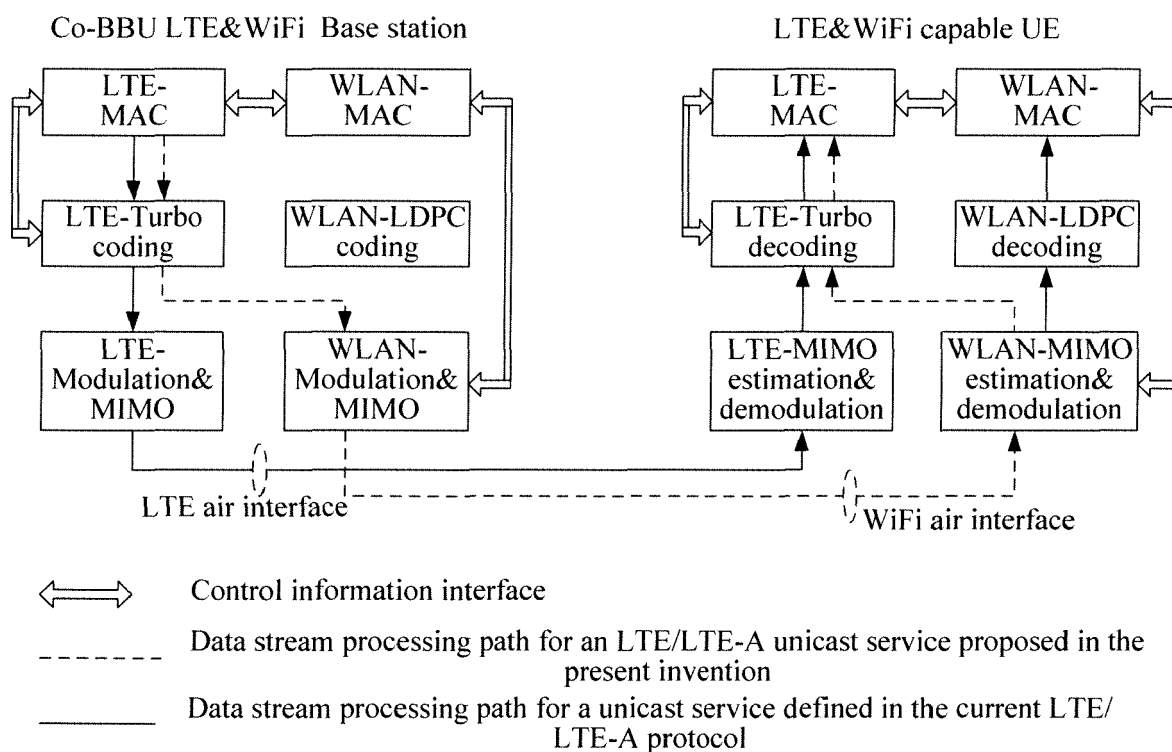 Co-BBU LTE&WiFi Base station
LTE&WiFi capable UE
LTE-
MAC
WLAN-
MAC
LTE-
MAC
WLAN-
MAC
LTE-Turbo
coding
WLAN-LDPC
coding
LTE-Turbo
decoding
WLAN-LDPC
decoding
LTE-
Modulation&
MIMO
WLAN-
Modulation&
MIMO
LTE-MIMO
estimation&
demodulation
WLAN-MIMO
estimation&
demodulation
LTE air interface
WiFi air interface
Control information interface
Data stream processing path for an LTE/LTE-A unicast service proposed in the
present invention
Data stream processing path for a unicast service defined in the current LTE/
LTE-A protocol